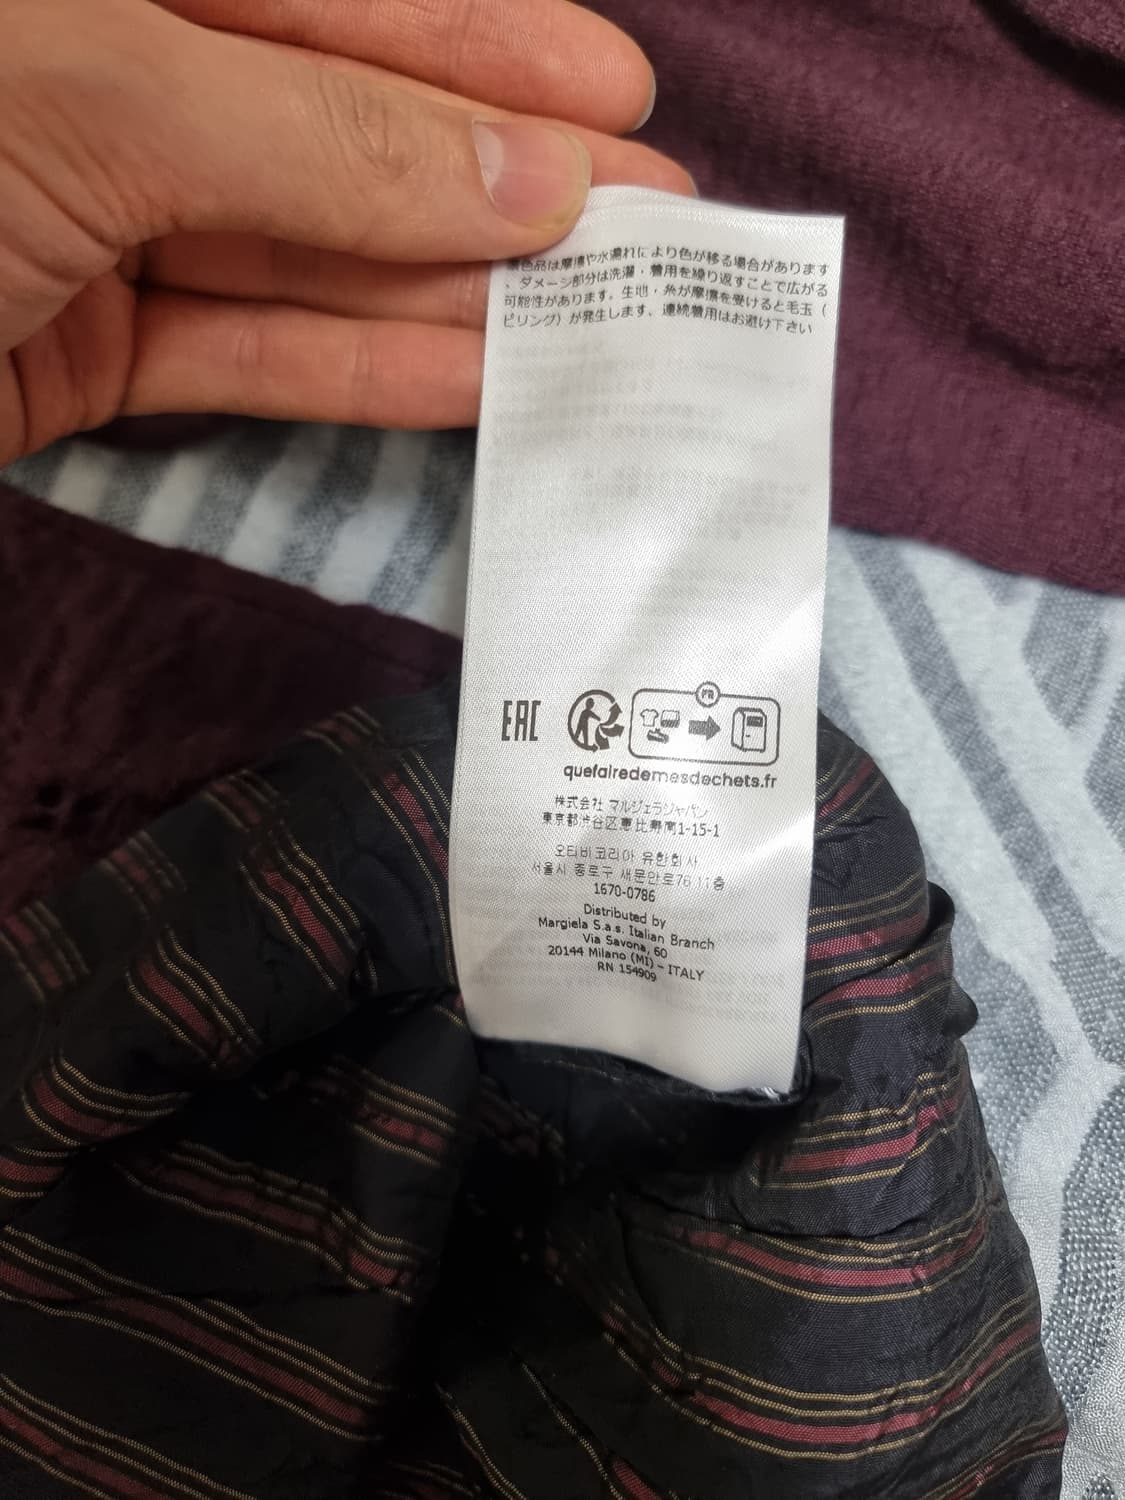 濃色品は摩擦や水濡れにより色が移る場合があります
、ダメージ部分は洗濯・着用を繰り返すことで広がる
可能性があります。生地・糸が摩擦を受けると毛玉（
ピリング）が発生します、連続着用はお避け下さい
EAC
FR
quefairedemesdechets.fr
株式会社 マルジェラジャパン
東京都渋谷区恵比寿南1-15-1
오티비코리아 유한회사
서울시 종로구 새문안로76 11층
1670-0786
Distributed by
Margiela S.a.s. Italian Branch
Via Savona, 60
20144 Milano (MI) - ITALY
RN 154909